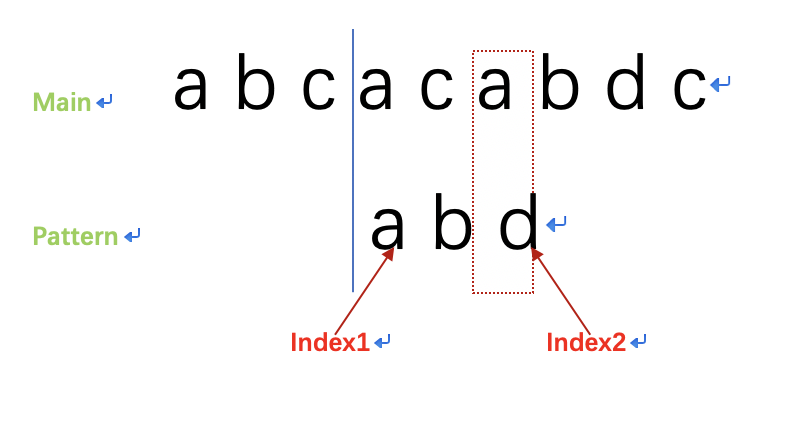 a b c a c a b d c
Main
a b d
Pattern
Index1 Index2